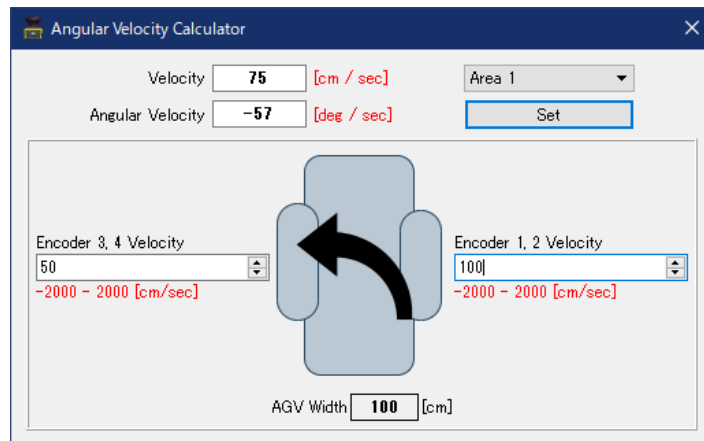 Angular Velocity Calculator
Velocity 75 [cm / sec] Area 1
Angular Velocity -57 [deg / sec] Set
Encoder 3, 4 Velocity
50
-2000 - 2000 [cm/sec]
Encoder 1, 2 Velocity
100
-2000 - 2000 [cm/sec]
AGV Width 100 [cm]